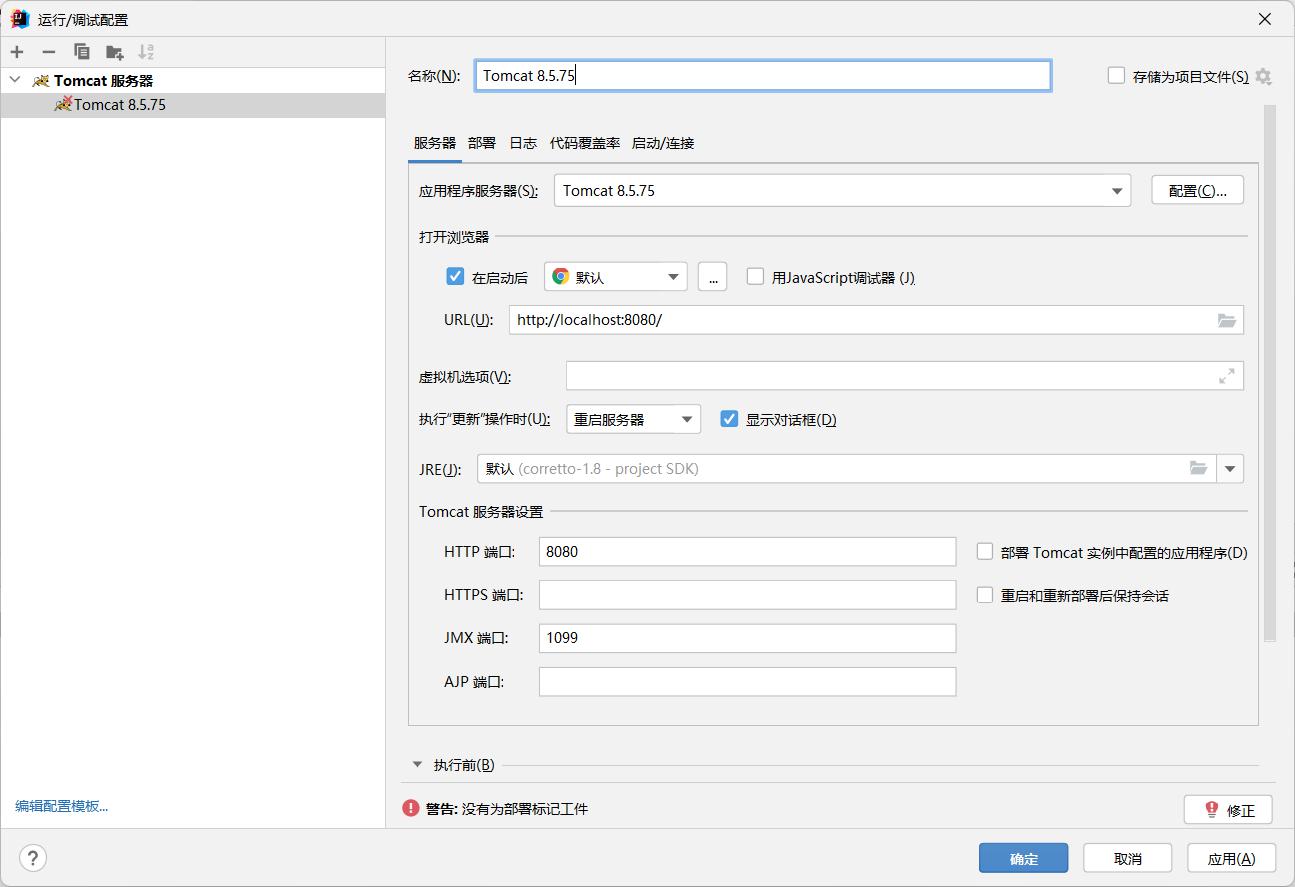 运行/调试配置
Tomcat 服务器
Tomcat 8.5.75
编辑配置模板...
名称(N): Tomcat 8.5.75 存储为项目文件(S)
服务器 部署 日志 代码覆盖率 启动/连接
应用程序服务器(S): Tomcat 8.5.75 配置(C)...
打开浏览器
在启动后 默认 ... 用JavaScript调试器 (J)
URL(U): http://localhost:8080/
虚拟机选项(V):
执行“更新”操作时(U): 重启服务器 显示对话框(D)
JRE(J): 默认 (corretto-1.8 - project SDK)
Tomcat 服务器设置
HTTP 端口: 8080 部署 Tomcat 实例中配置的应用程序(D)
HTTPS 端口: 重启和重新部署后保持会话
JMX 端口: 1099
AJP 端口:
执行前(B)
警告: 没有为部署标记工件 修正
? 确定 取消 应用(A)